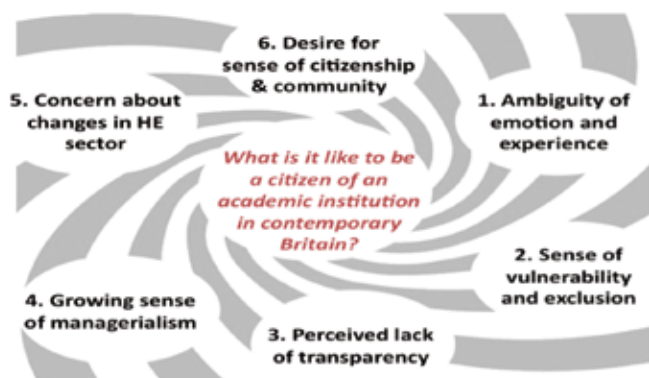 6. Desire for
sense of citizenship
& community
1. Ambiguity of
emotion and
experience
2. Sense of
vulnerability
and exclusion
3. Perceived lack
of transparency
4. Growing sense
of managerialism
5. Concern about
changes in HE
sector
What is it like to be
a citizen of an
academic institution
in contemporary
Britain?